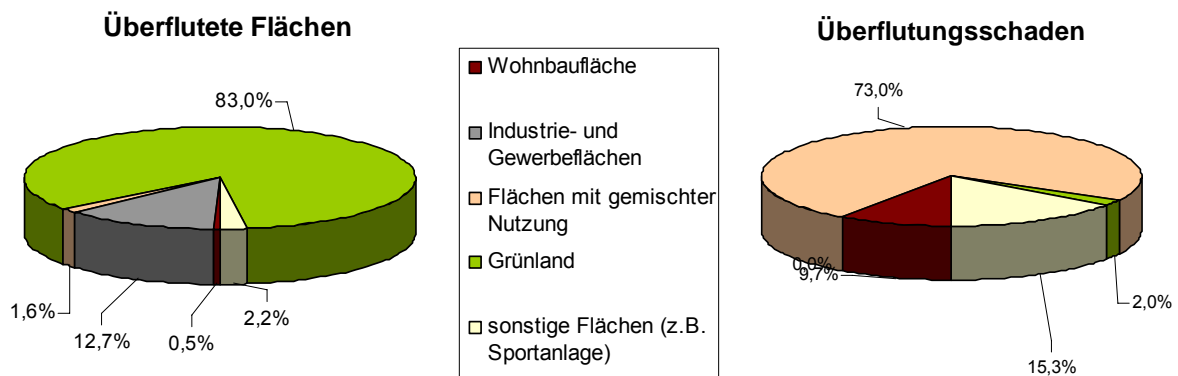 Überflutete Flächen
83,0%
1,6%
12,7%
0,5%
2,2%
Wohnbaufläche
Industrie- und
Gewerbeflächen
Flächen mit gemischter
Nutzung
Grünland
sonstige Flächen (z.B.
Sportanlage)
Überflutungsschaden
73,0%
0,0%
9,7%
2,0%
15,3%